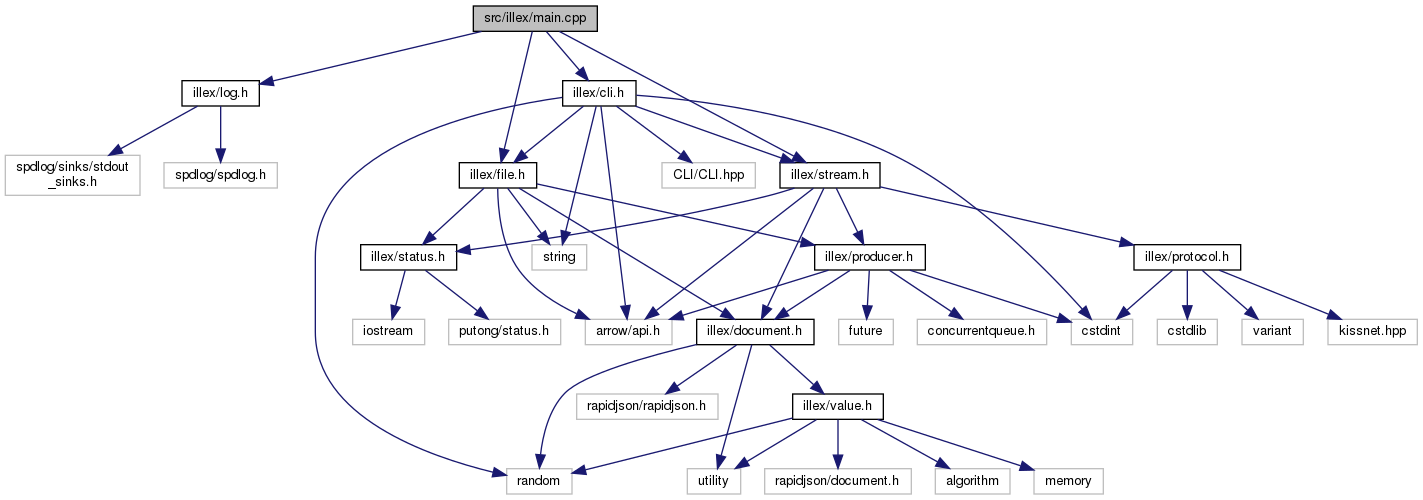 src/illex/main.cpp
illex/log.h
illex/cli.h
spdlog/sinks/stdout
_sinks.h
spdlog/spdlog.h
illex/file.h
CLI/CLI.hpp
illex/stream.h
illex/status.h
string
illex/producer.h
illex/protocol.h
iostream
putong/status.h
arrow/api.h
illex/document.h
future
concurrentqueue.h
cstdint
cstdlib
variant
kissnet.hpp
rapidjson/rapidjson.h
illex/value.h
random
utility
rapidjson/document.h
algorithm
memory